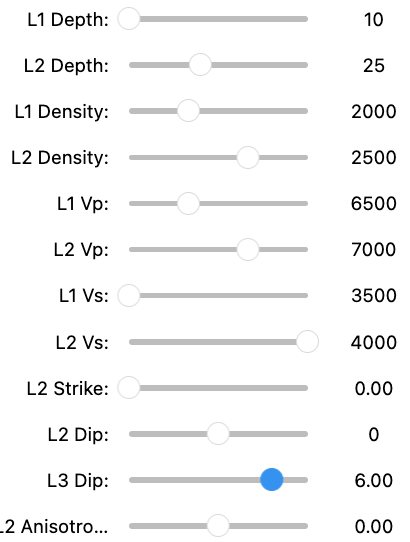 L1 Depth: 10
L2 Depth: 25
L1 Density: 2000
L2 Density: 2500
L1 Vp: 6500
L2 Vp: 7000
L1 Vs: 3500
L2 Vs: 4000
L2 Strike: 0.00
L2 Dip: 0
L3 Dip: 6.00
L2 Anisotro... 0.00